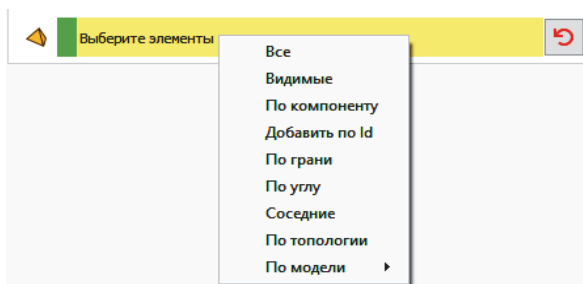 Выберите элементы
Все
Видимые
По компоненту
Добавить по Id
По грани
По углу
Соседние
По топологии
По модели